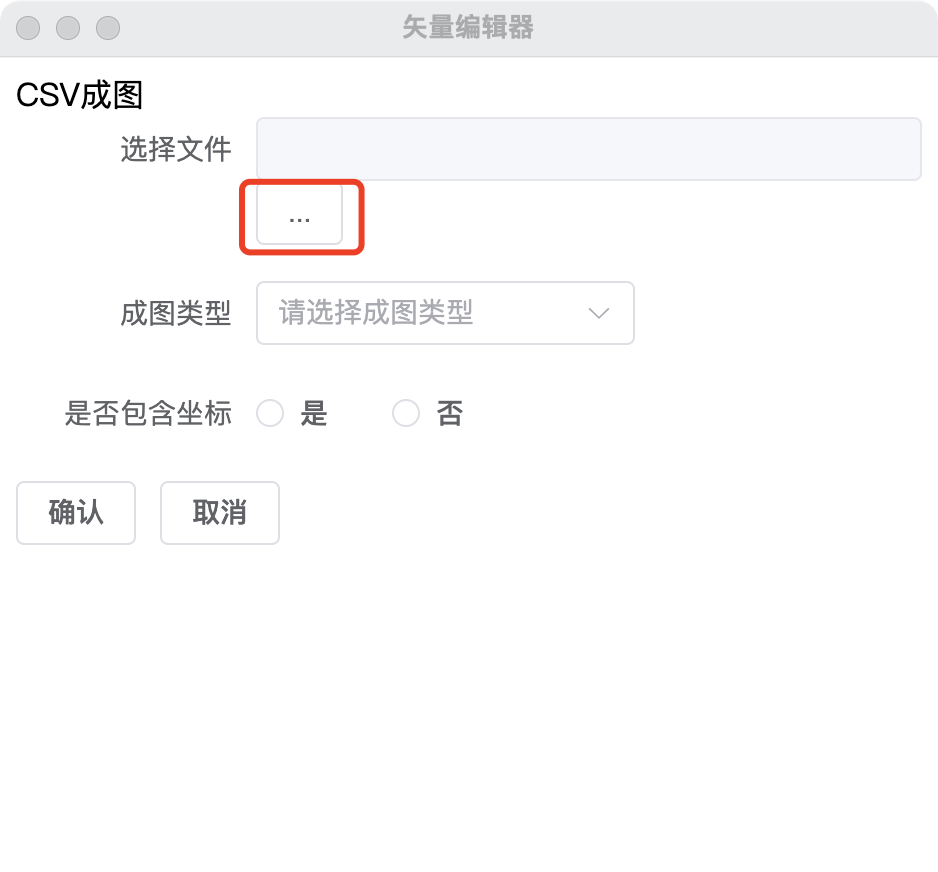 矢量编辑器
CSV成图
选择文件
...
成图类型 请选择成图类型
是否包含坐标 是 否
确认 取消